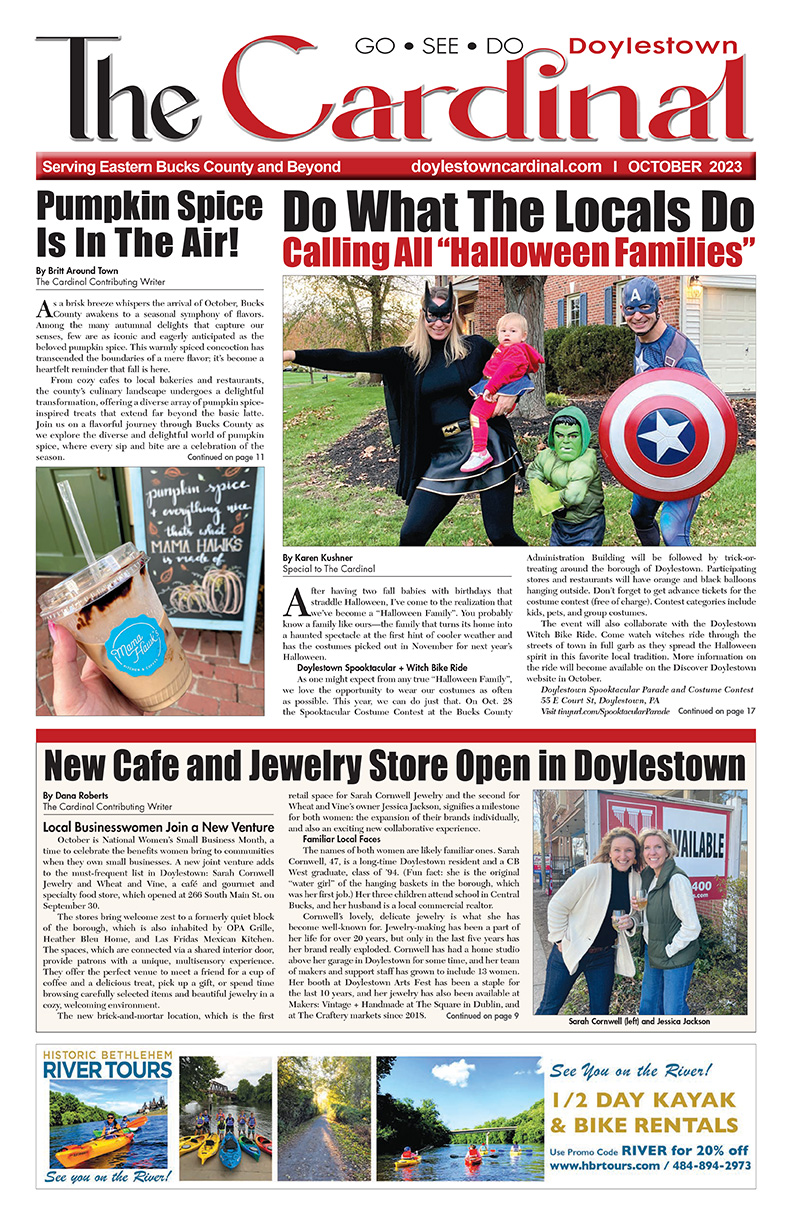 GO • SEE • DO Doylestown
The Cardinal
Serving Eastern Bucks County and Beyond doylestowncardinal.com I OCTOBER 2023
Pumpkin Spice
Is In The Air!
By Britt Around Town
The Cardinal Contributing Writer
As a brisk breeze whispers the arrival of October, Bucks
County awakens to a seasonal symphony of flavors.
Among the many autumnal delights that capture our
senses, few are as iconic and eagerly anticipated as the
beloved pumpkin spice. This warmly spiced concoction has
transcended the boundaries of a mere flavor; it's become a
heartfelt reminder that fall is here.
From cozy cafes to local bakeries and restaurants,
the county's culinary landscape undergoes a delightful
transformation, offering a diverse array of pumpkin spice-
inspired treats that extend far beyond the basic latte.
Join us on a flavorful journey through Bucks County as
we explore the diverse and delightful world of pumpkin
spice, where every sip and bite are a celebration of the
season. Continued on page 11
pumpkin spice
+ everything nice
thats what
MAMA HAWKS
is made of
Mama Hawk's
KITCHEN & COFFEE
Do What The Locals Do
Calling All “Halloween Families”
A
By Karen Kushner
Special to The Cardinal
After having two fall babies with birthdays that
straddle Halloween, I've come to the realization that
we've become a “Halloween Family”. You probably
know a family like ours—the family that turns its home into
a haunted spectacle at the first hint of cooler weather and
has the costumes picked out in November for next year's
Halloween.
Doylestown Spooktacular + Witch Bike Ride
As one might expect from any true “Halloween Family”,
we love the opportunity to wear our costumes as often
as possible. This year, we can do just that. On Oct. 28
the Spooktacular Costume Contest at the Bucks County
Administration Building will be followed by trick-or-
treating around the borough of Doylestown. Participating
stores and restaurants will have orange and black balloons
hanging outside. Don't forget to get advance tickets for the
costume contest (free of charge). Contest categories include
kids, pets, and group costumes.
The event will also collaborate with the Doylestown
Witch Bike Ride. Come watch witches ride through the
streets of town in full garb as they spread the Halloween
spirit in this favorite local tradition. More information on
the ride will become available on the Discover Doylestown
website in October.
Doylestown Spooktacular Parade and Costume Contest
55 E Court St, Doylestown, PA
Visit tinyurl.com/SpooktacularParade Continued on page 17
New Cafe and Jewelry Store Open in Doylestown
By Dana Roberts
The Cardinal Contributing Writer
Local Businesswomen Join a New Venture
October is National Women's Small Business Month, a
time to celebrate the benefits women bring to communities
when they own small businesses. A new joint venture adds
to the must-frequent list in Doylestown: Sarah Cornwell
Jewelry and Wheat and Vine, a café and gourmet and
specialty food store, which opened at 266 South Main St. on
September 30.
The stores bring welcome zest to a formerly quiet block
of the borough, which is also inhabited by OPA Grille,
Heather Bleu Home, and Las Fridas Mexican Kitchen.
The spaces, which are connected via a shared interior door,
provide patrons with a unique, multisensory experience.
They offer the perfect venue to meet a friend for a cup of
coffee and a delicious treat, pick up a gift, or spend time
browsing carefully selected items and beautiful jewelry in a
cozy, welcoming environment.
The new brick-and-mortar location, which is the first
retail space for Sarah Cornwell Jewelry and the second for
Wheat and Vine's owner Jessica Jackson, signifies a milestone
for both women: the expansion of their brands individually,
and also an exciting new collaborative experience.
Familiar Local Faces
The names of both women are likely familiar ones. Sarah
Cornwell, 47, is a long-time Doylestown resident and a CB
West graduate, class of '94. (Fun fact: she is the original
“water girl” of the hanging baskets in the borough, which
was her first job.) Her three children attend school in Central
Bucks, and her husband is a local commercial realtor.
Cornwell's lovely, delicate jewelry is what she has
become well-known for. Jewelry-making has been a part of
her life for over 20 years, but only in the last five years has
her brand really exploded. Cornwell has had a home studio
above her garage in Doylestown for some time, and her team
of makers and support staff has grown to include 13 women.
Her booth at Doylestown Arts Fest has been a staple for
the last 10 years, and her jewelry has also been available at
Makers: Vintage + Handmade at The Square in Dublin, and
at The Craftery markets since 2018. Continued on page 9
AVAILABLE
400
Sarah Cornwell (left) and Jessica Jackson
HISTORIC BETHLEHEM
RIVER TOURS
See you on the River!
See You on the River!
1/2 DAY KAYAK
& BIKE RENTALS
Use Promo Code RIVER for 20% off
www.hbrtours.com / 484-894-2973